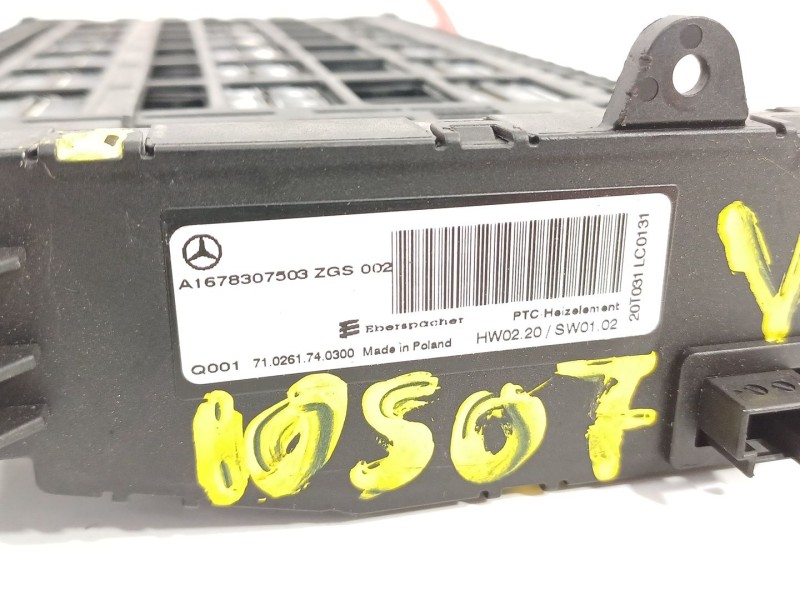 A1678307503 ZGS 002
Eberspächer
PTC-Heizelement
HW02.20 / SW01.02
Q001 71.0261.74.0300 Made in Poland
20T031 LC0131
10507
V